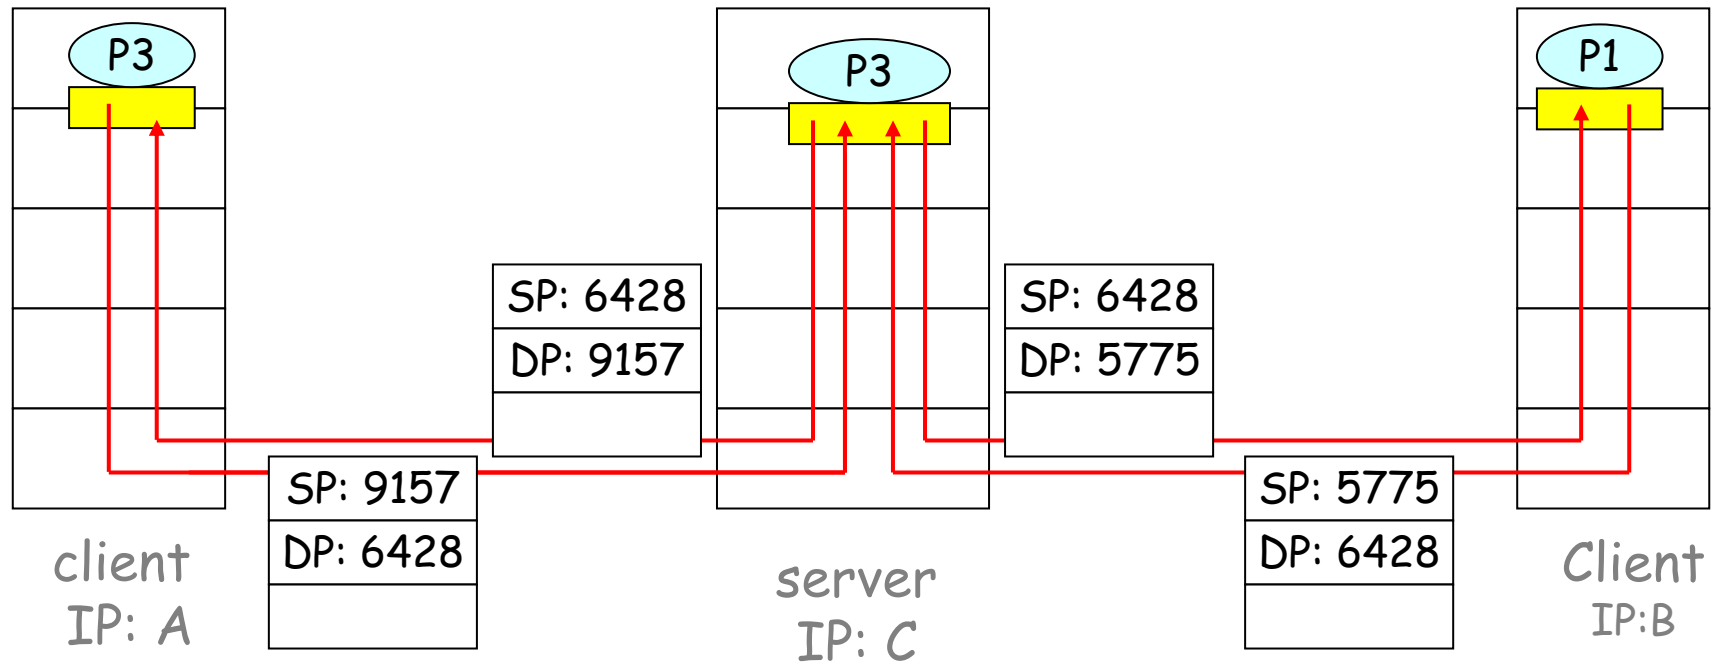 P3
P3
P1
SP: 6428
DP: 9157
SP: 6428
DP: 5775
SP: 9157
DP: 6428
SP: 5775
DP: 6428
client
IP: A
server
IP: C
Client
IP:B